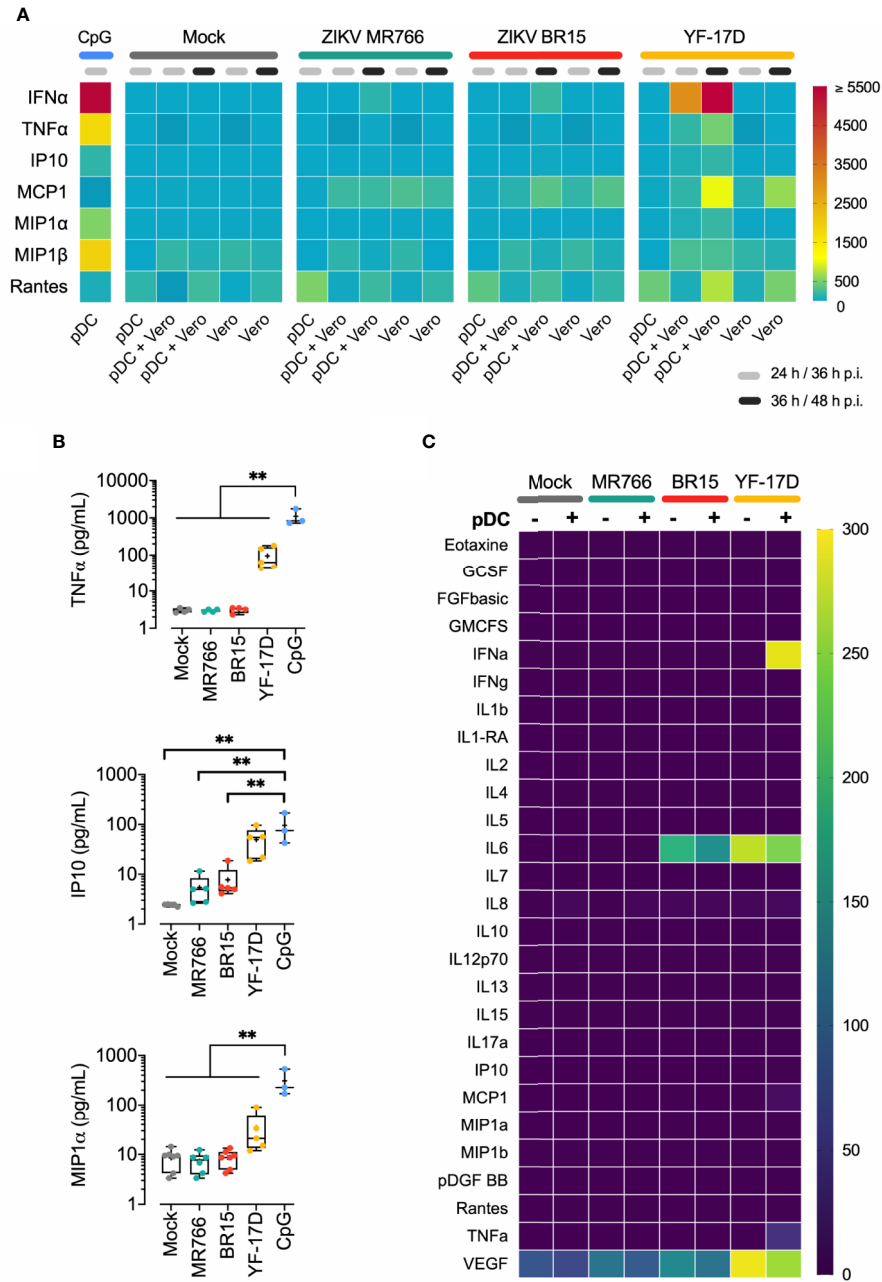 A
CpG Mock ZIKV MR766 ZIKV BR15 YF-17D
IFNα
TNFα
IP10
MCP1
MIP1α
MIP1β
Rantes
≥ 5500
4500
3500
2500
1500
500
0
pDC pDC pDC + Vero pDC + Vero Vero Vero pDC pDC + Vero pDC + Vero Vero Vero pDC pDC + Vero pDC + Vero Vero Vero pDC pDC + Vero pDC + Vero Vero Vero
24 h / 36 h p.i.
36 h / 48 h p.i.
B
TNFα (pg/mL)
**
10000
1000
100
10
1
Mock MR766 BR15 YF-17D CpG
IP10 (pg/mL)
**
**
**
1000
100
10
1
Mock MR766 BR15 YF-17D CpG
MIP1α (pg/mL)
**
1000
100
10
1
Mock MR766 BR15 YF-17D CpG
C
Mock MR766 BR15 YF-17D
pDC - + - + - + - +
Eotaxine
GCSF
FGFbasic
GMCFS
IFNa
IFNg
IL1b
IL1-RA
IL2
IL4
IL5
IL6
IL7
IL8
IL10
IL12p70
IL13
IL15
IL17a
IP10
MCP1
MIP1a
MIP1b
pDGF BB
Rantes
TNFa
VEGF
300
250
200
150
100
50
0